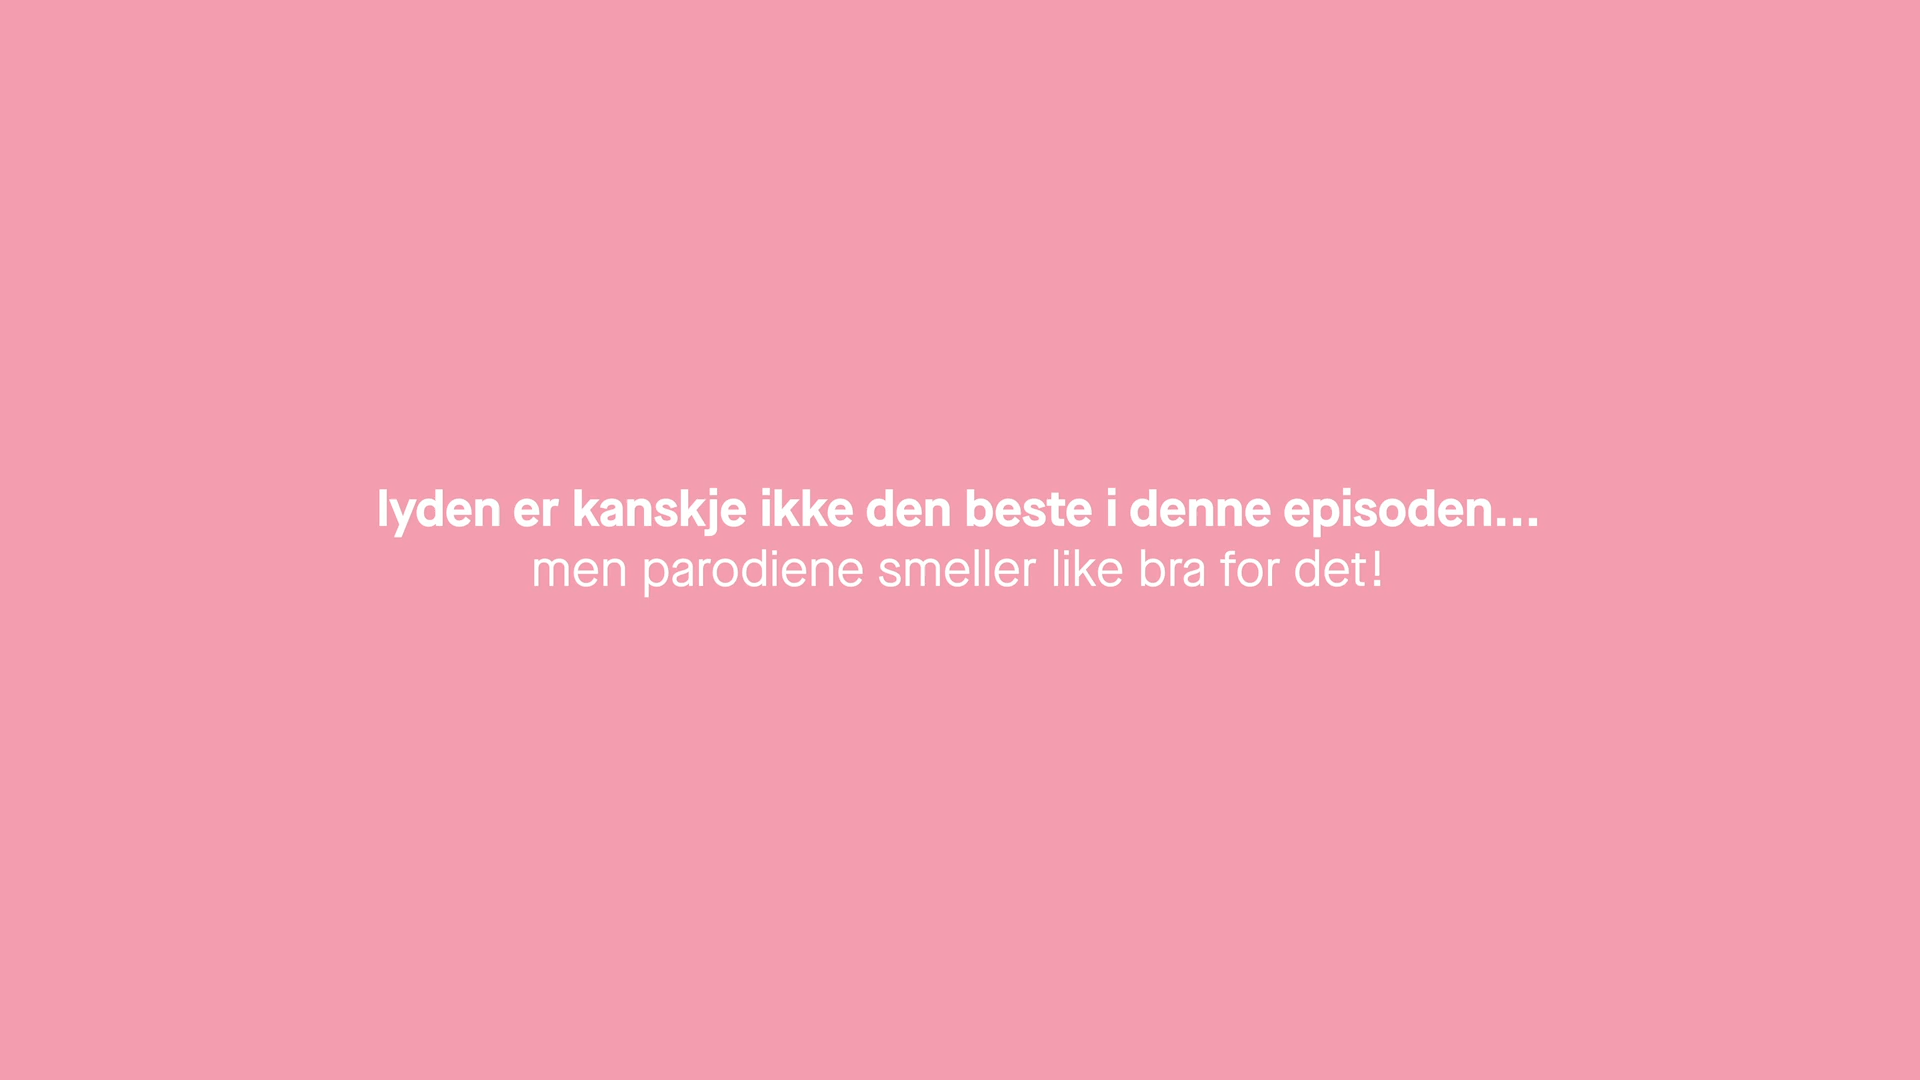 lyden er kanskje ikke den beste i denne episoden...
men parodiene smeller like bra for det!